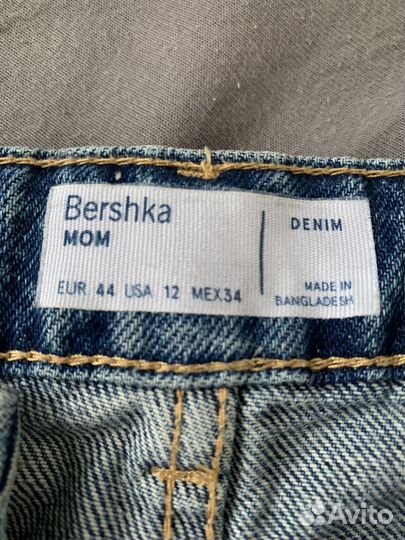 Bershka
MOM
DENIM
EUR 44 USA 12 MEX34
MADE IN
BANGLADESH
Avito